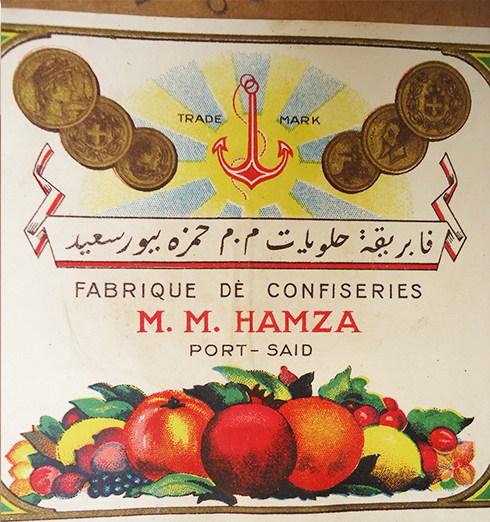 TRADE MARK
فابريقة حلويات م.م حمزه ببورسعيد
FABRIQUE DÈ CONFISERIES
M. M. HAMZA
PORT-SAID